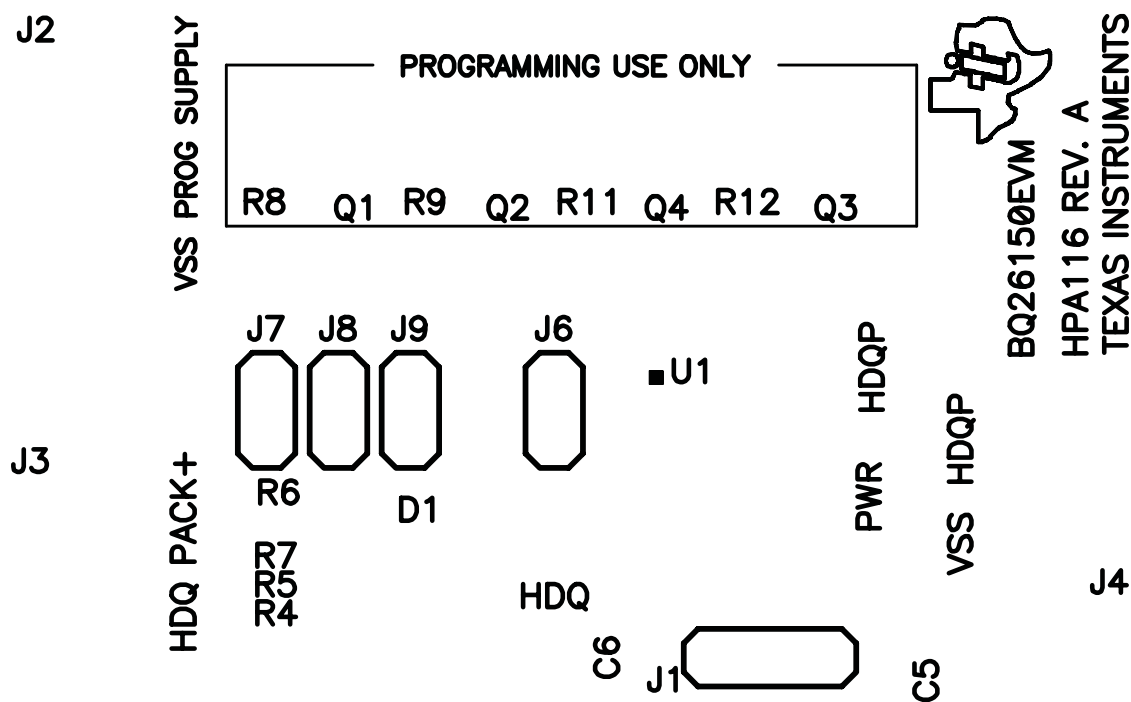 J2
VSS PROG SUPPLY
PROGRAMMING USE ONLY
R8 Q1 R9 Q2 R11 Q4 R12 Q3
BQ26150EVM
HPA116 REV. A
TEXAS INSTRUMENTS
J7 J8 J9 J6
U1
HDQP
PWR
VSS HDQP
J3
HDQ PACK+
R6
D1
R7
R5
R4
HDQ
J4
C6
J1
C5